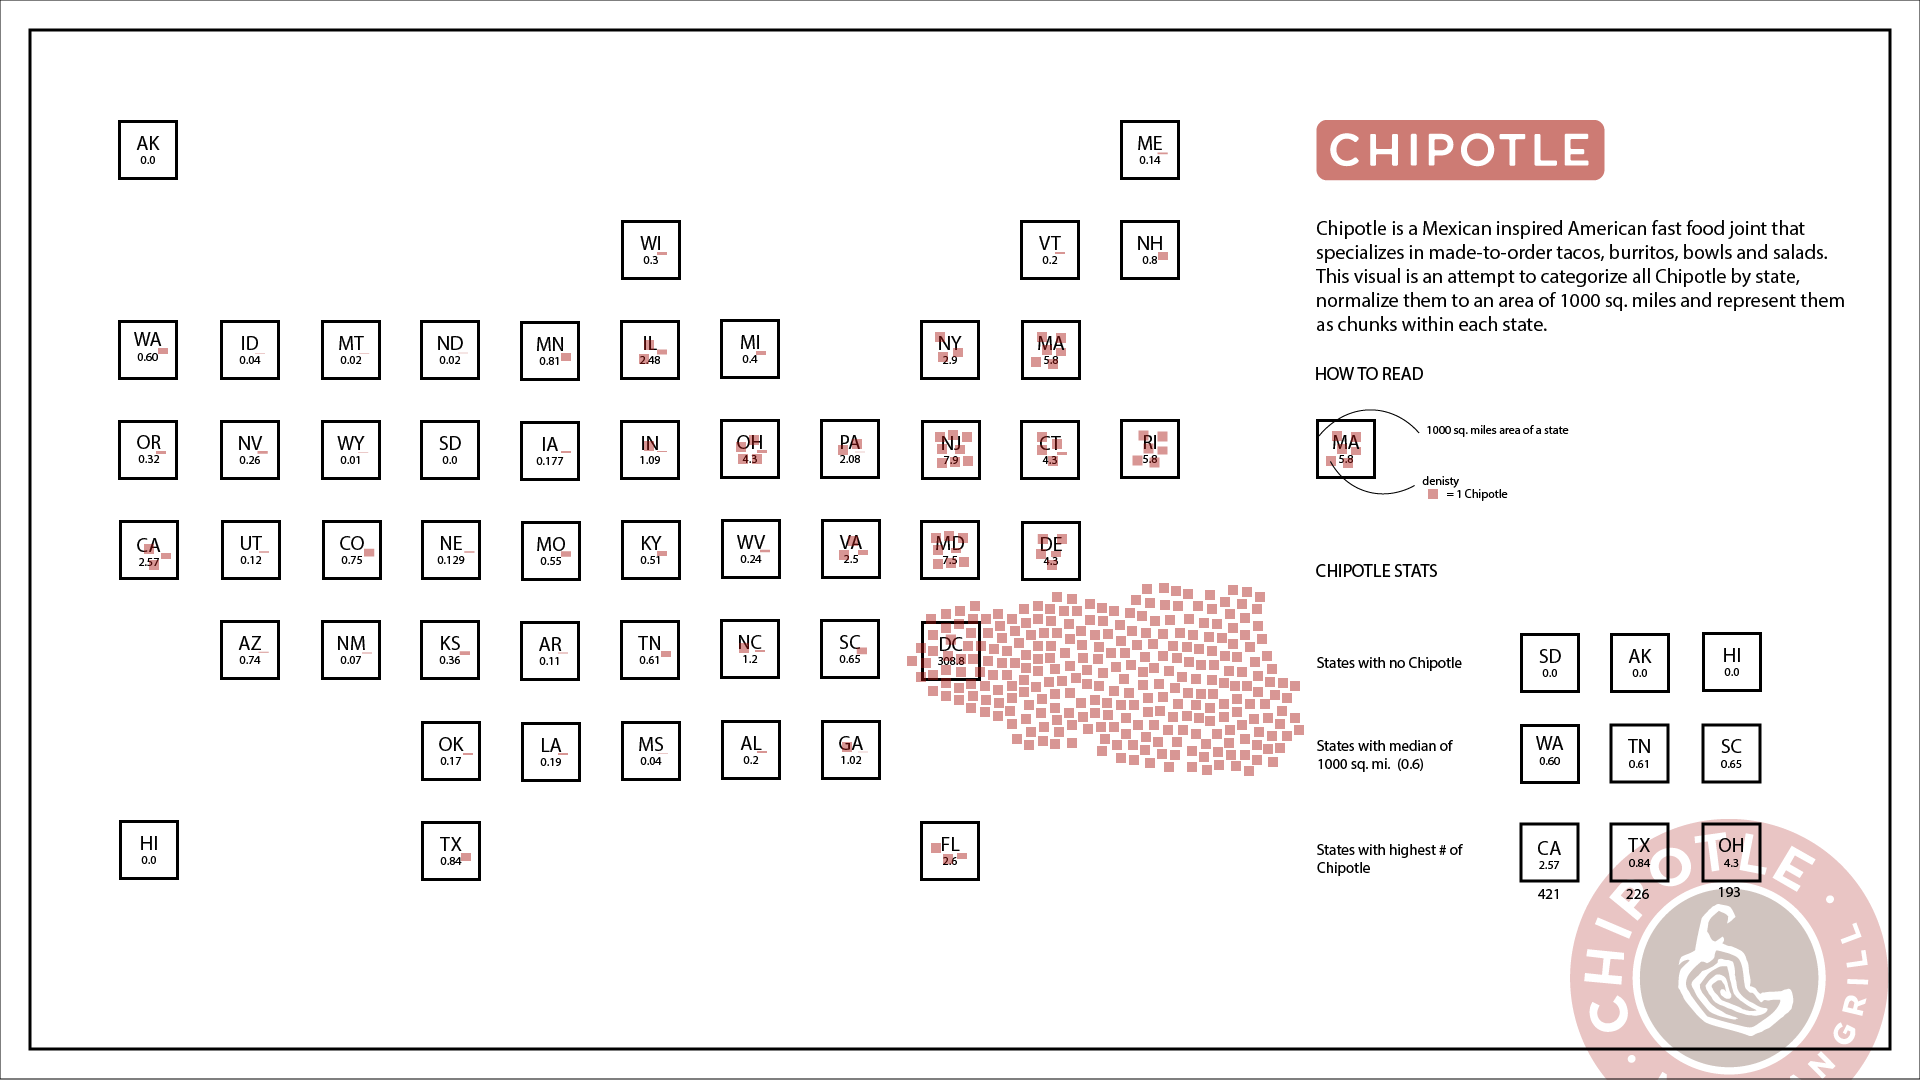 AK
0.0
ME
0.14
WI
0.3
VT
0.2
NH
0.8
WA
0.60
ID
0.04
MT
0.02
ND
0.02
MN
0.81
IL
2.48
MI
0.4
NY
2.9
MA
5.8
OR
0.32
NV
0.26
WY
0.01
SD
0.0
IA
0.177
IN
1.09
OH
4.3
PA
2.08
NJ
7.9
CT
4.3
RI
5.8
CA
2.57
UT
0.12
CO
0.75
NE
0.129
MO
0.55
KY
0.51
WV
0.24
VA
2.5
MD
7.5
DE
4.3
AZ
0.74
NM
0.07
KS
0.36
AR
0.11
TN
0.61
NC
1.2
SC
0.65
DC
308.8
OK
0.17
LA
0.19
MS
0.04
AL
0.2
GA
1.02
HI
0.0
TX
0.84
FL
2.6
CHIPOTLE
Chipotle is a Mexican inspired American fast food joint that
specializes in made-to-order tacos, burritos, bowls and salads.
This visual is an attempt to categorize all Chipotle by state,
normalize them to an area of 1000 sq. miles and represent them
as chunks within each state.
HOW TO READ
MA
5.8
1000 sq. miles area of a state
denisty
= 1 Chipotle
CHIPOTLE STATS
States with no Chipotle
SD
0.0
AK
0.0
HI
0.0
States with median of
1000 sq. mi. (0.6)
WA
0.60
TN
0.61
SC
0.65
States with highest # of
Chipotle
CA
2.57
421
TX
0.84
226
OH
4.3
193
CHIPOTLE
GRILL